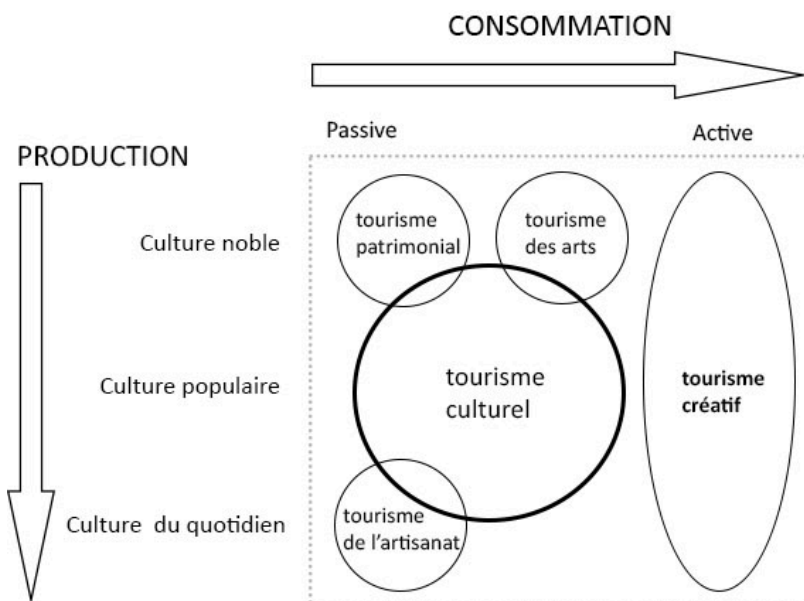 CONSOMMATION
Passive
Active
PRODUCTION
Culture noble
tourisme
patrimonial
tourisme
des arts
Culture populaire
tourisme
culturel
tourisme
créatif
Culture du quotidien
tourisme
de l'artisanat